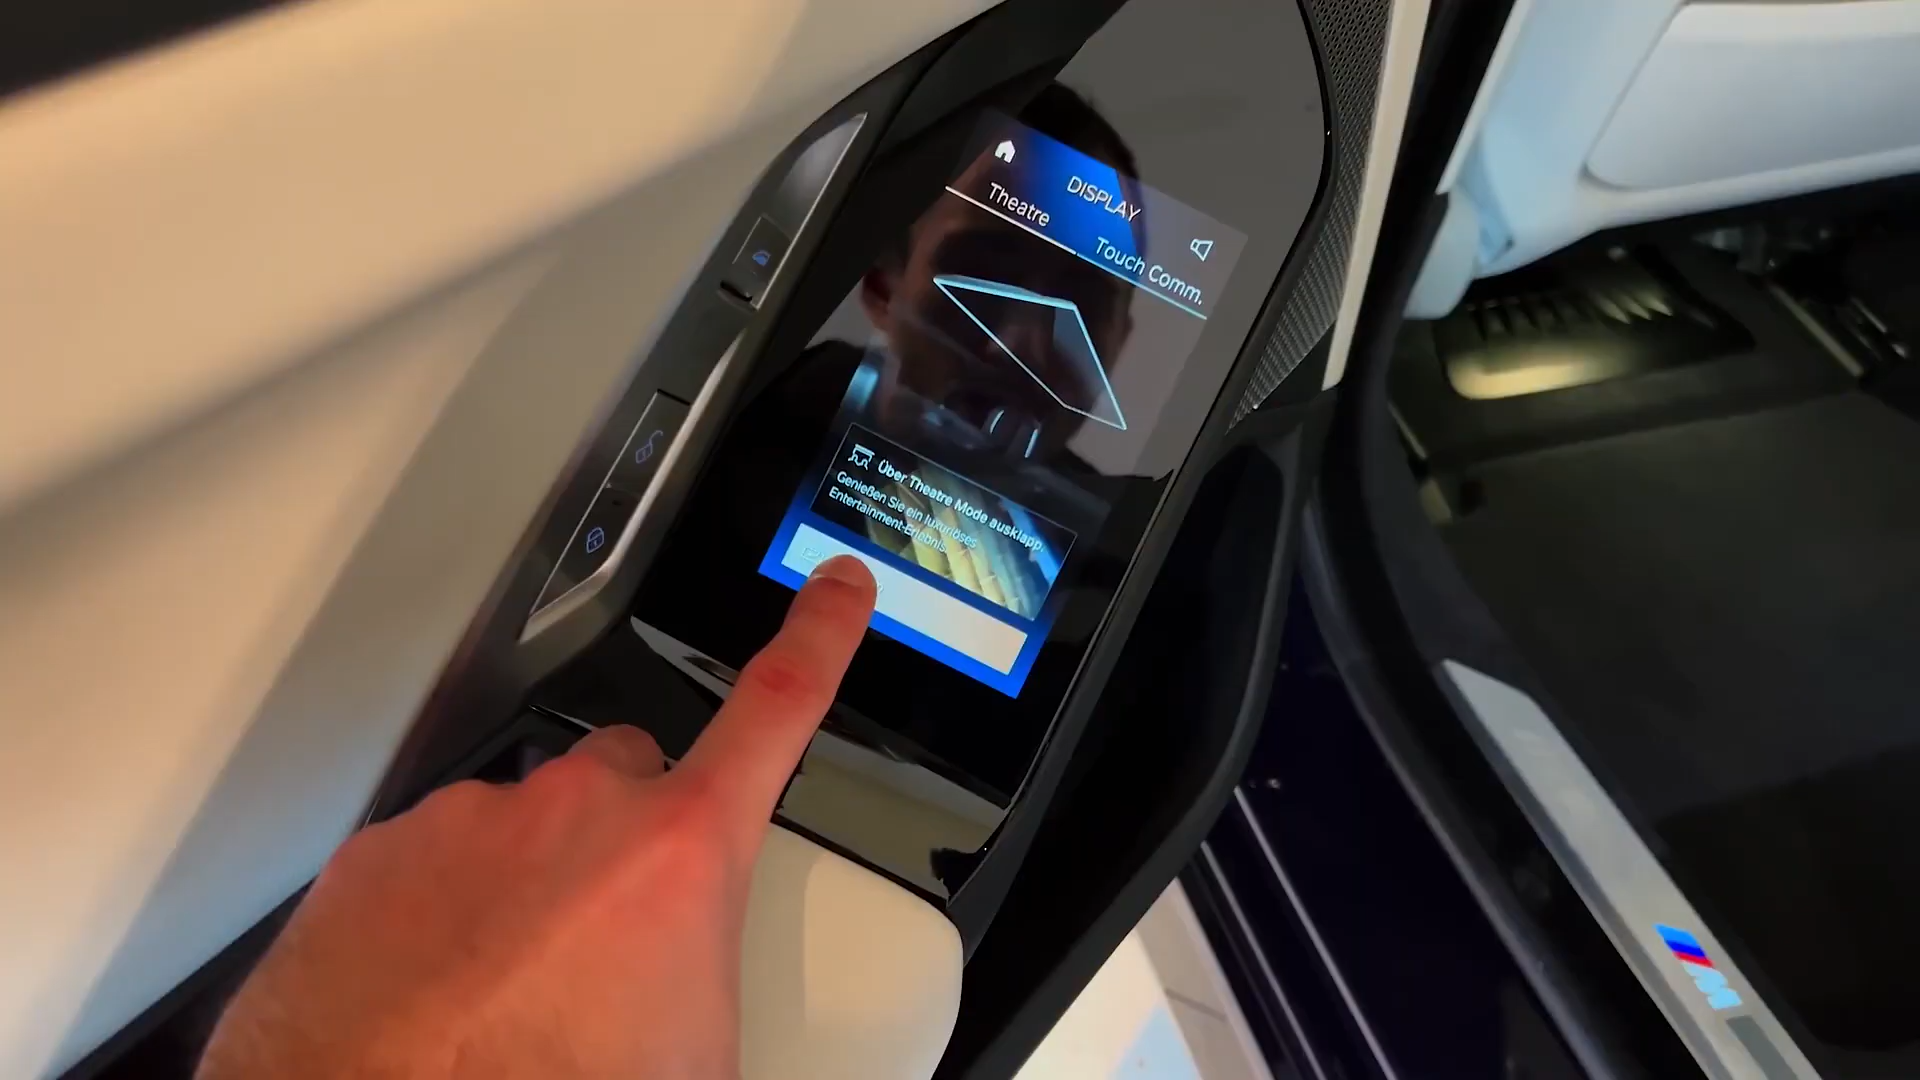 DISPLAY
Theatre
Touch Comm.
Über Theatre Mode ausklapp.
Genießen Sie ein luxuriöses
Entertainment-Erlebnis.
M